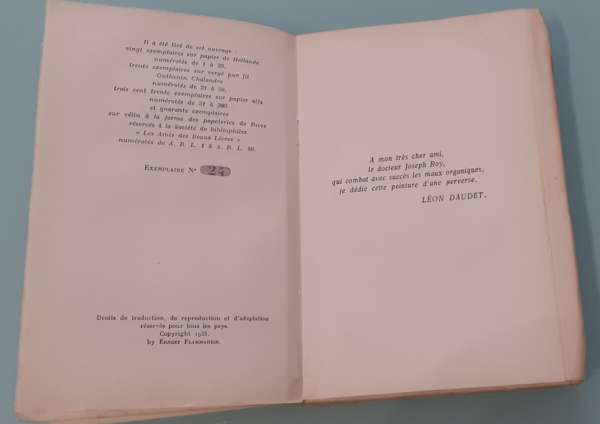 Il a été tiré de cet ouvrage :
vingt exemplaires sur papier de Hollande
numérotés de 1 à 20,
trente exemplaires sur vergé pur fil
Outhenin, Chalandre
numérotés de 21 à 50,
trois cent trente exemplaires sur papier alfa
numérotés de 51 à 380
et quarante exemplaires
sur vélin à la forme des papeteries de Rives
réservés à la Société de bibliophiles
« Les Amis des Beaux Livres »
numérotés de A. B. L. 1 à A. B. L. 40.
EXEMPLAIRE N°
Droits de traduction, de reproduction et d'adaptation
réservés pour tous les pays.
Copyright
by ERNEST FLAMMARION.
A mon très cher ami,
le docteur Joseph Roy,
qui combat avec succès les maux organiques,
je dédie cette peinture d'une perverse.
LÉON DAUDET.